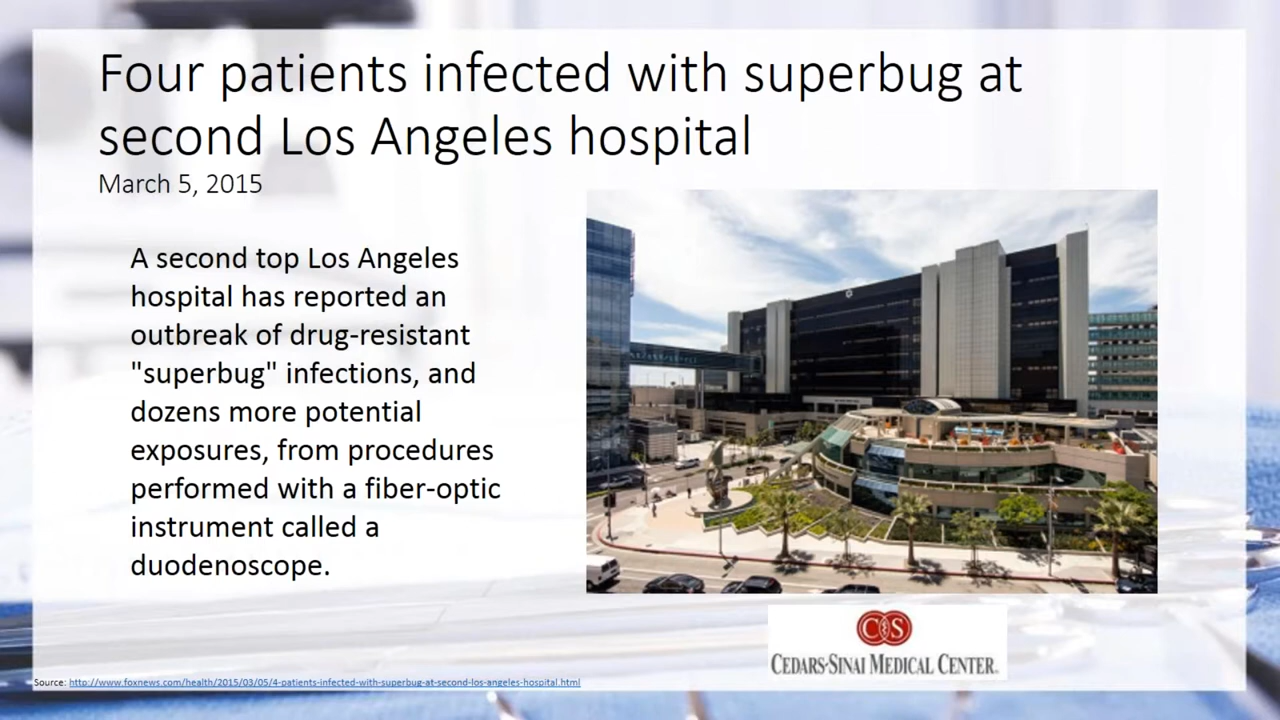 Four patients infected with superbug at
second Los Angeles hospital
March 5, 2015
A second top Los Angeles
hospital has reported an
outbreak of drug-resistant
"superbug" infections, and
dozens more potential
exposures, from procedures
performed with a fiber-optic
instrument called a
duodenoscope.
CS
CEDARS-SINAI MEDICAL CENTER.
Source: http://www.foxnews.com/health/2015/03/05/4-patients-infected-with-superbug-at-second-los-angeles-hospital.html